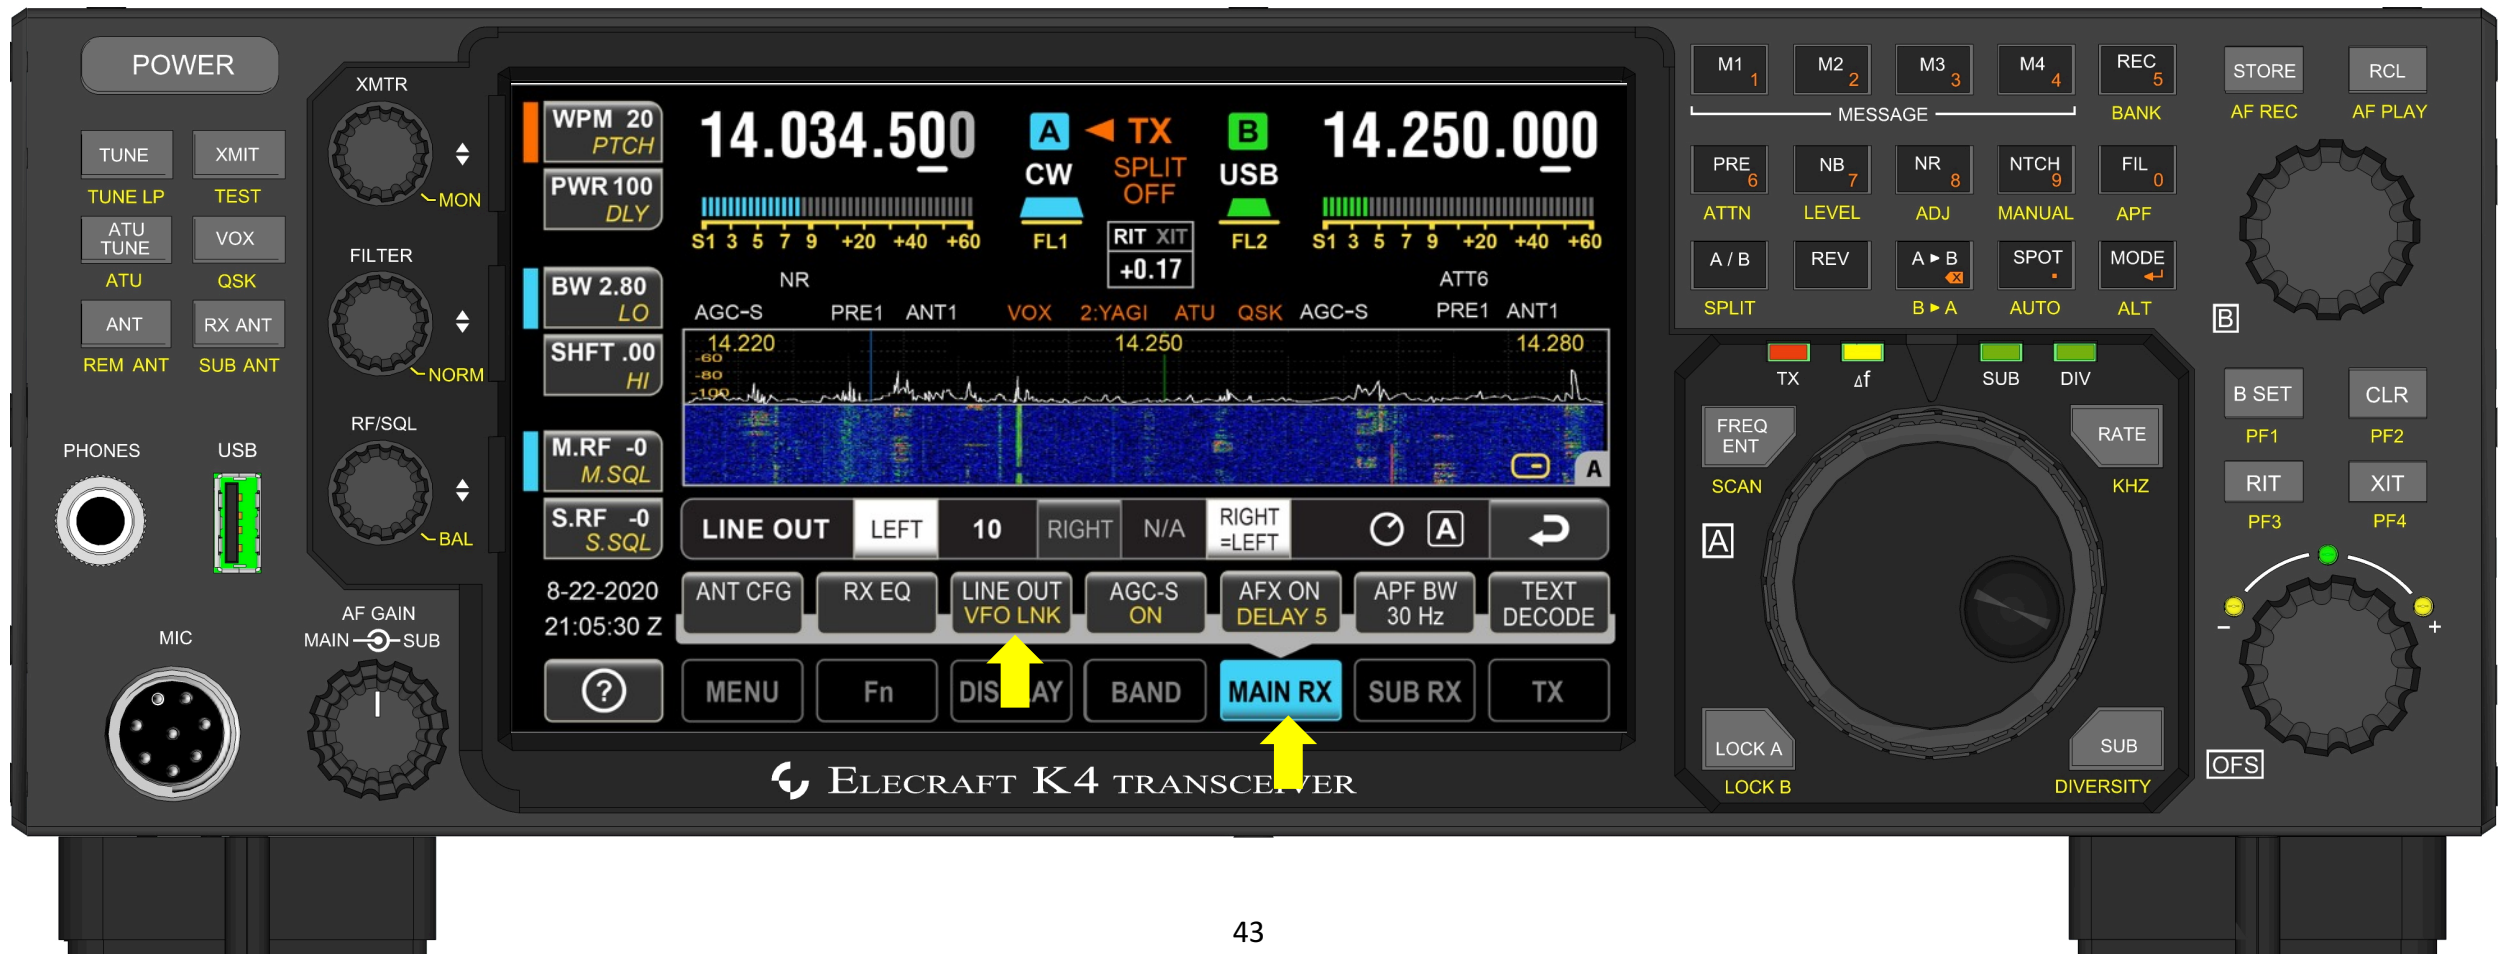 POWER
TUNE
XMIT
TUNE LP
TEST
ATU TUNE
VOX
ATU
QSK
ANT
RX ANT
REM ANT
SUB ANT
PHONES
USB
MIC
XMTR
MON
FILTER
NORM
RF/SQL
BAL
AF GAIN
MAIN
SUB
WPM 20
PTCH
PWR 100
DLY
BW 2.80
LO
SHFT .00
HI
M.RF -0
M.SQL
S.RF -0
S.SQL
8-22-2020
21:05:30 Z
?
14.034.500
A
TX
B
14.250.000
CW
SPLIT
OFF
USB
S1 3 5 7 9 +20 +40 +60
FL1
RIT XIT
+0.17
FL2
S1 3 5 7 9 +20 +40 +60
NR
ATT6
AGC-S
PRE1
ANT1
VOX
2:YAGI
ATU
QSK
AGC-S
PRE1
ANT1
14.220
14.250
14.280
-60
-80
-100
A
LINE OUT
LEFT
10
RIGHT
N/A
RIGHT
=LEFT
A
ANT CFG
RX EQ
LINE OUT
VFO LNK
AGC-S
ON
AFX ON
DELAY 5
APF BW
30 Hz
TEXT
DECODE
MENU
Fn
BAND
MAIN RX
SUB RX
TX
ELECRAFT K4
M1 1
M2 2
M3 3
M4 4
REC 5
MESSAGE
BANK
PRE 6
NB 7
NR 8
NTCH 9
FIL 0
ATTN
LEVEL
ADJ
MANUAL
APF
A / B
REV
A ▸ B
SPOT
MODE
SPLIT
B ▸ A
AUTO
ALT
STORE
RCL
AF REC
AF PLAY
B
TX
Δf
SUB
DIV
FREQ
ENT
RATE
SCAN
KHZ
A
LOCK A
SUB
LOCK B
DIVERSITY
B SET
CLR
PF1
PF2
RIT
XIT
PF3
PF4
−
+
OFS
43